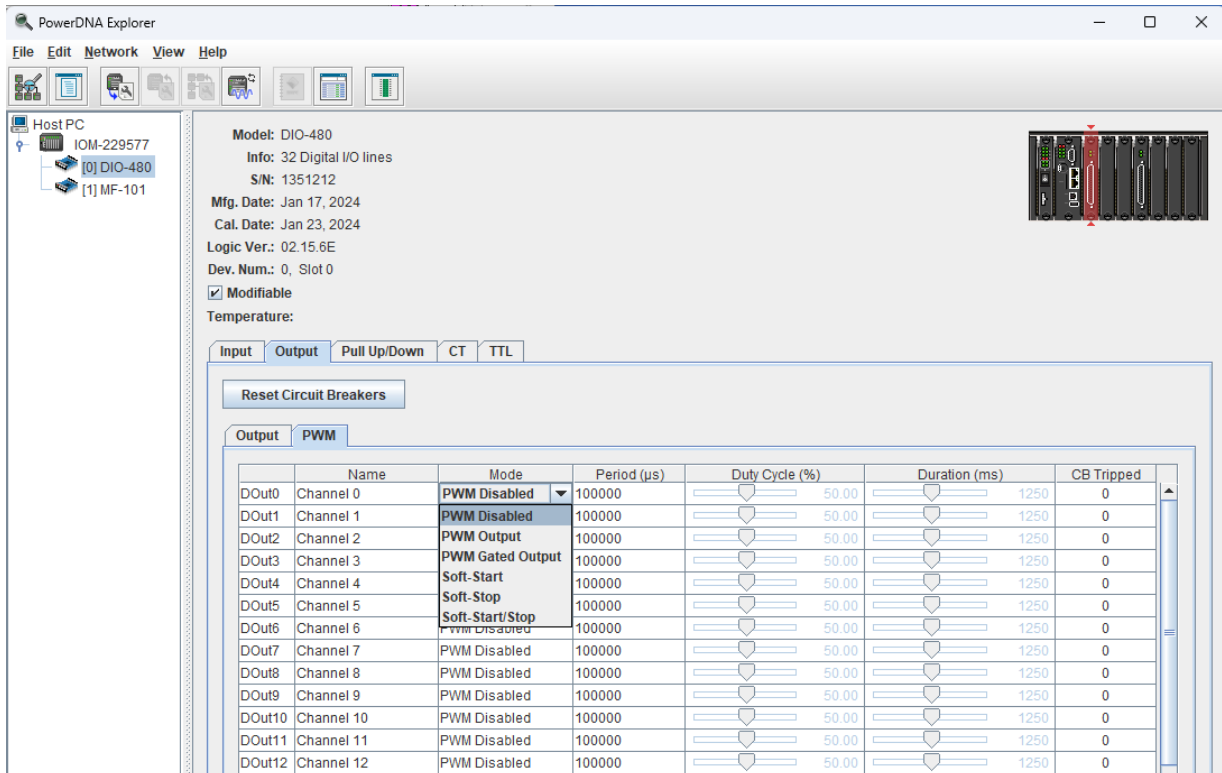 PowerDNA Explorer
File Edit Network View Help
Host PC
IOM-229577
[0] DIO-480
[1] MF-101
Model: DIO-480
Info: 32 Digital I/O lines
S/N: 1351212
Mfg. Date: Jan 17, 2024
Cal. Date: Jan 23, 2024
Logic Ver.: 02.15.6E
Dev. Num.: 0, Slot 0
Modifiable
Temperature:
Input Output Pull Up/Down CT TTL
Reset Circuit Breakers
Output PWM
Name Mode Period (µs) Duty Cycle (%) Duration (ms) CB Tripped
DOut0 Channel 0 PWM Disabled 100000 50.00 1250 0
DOut1 Channel 1 PWM Disabled 100000 50.00 1250 0
DOut2 Channel 2 PWM Output 100000 50.00 1250 0
DOut3 Channel 3 PWM Gated Output 100000 50.00 1250 0
DOut4 Channel 4 Soft-Start 100000 50.00 1250 0
DOut5 Channel 5 Soft-Stop 100000 50.00 1250 0
Soft-Start/Stop
DOut6 Channel 6 PWM Disabled 100000 50.00 1250 0
DOut7 Channel 7 PWM Disabled 100000 50.00 1250 0
DOut8 Channel 8 PWM Disabled 100000 50.00 1250 0
DOut9 Channel 9 PWM Disabled 100000 50.00 1250 0
DOut10 Channel 10 PWM Disabled 100000 50.00 1250 0
DOut11 Channel 11 PWM Disabled 100000 50.00 1250 0
DOut12 Channel 12 PWM Disabled 100000 50.00 1250 0